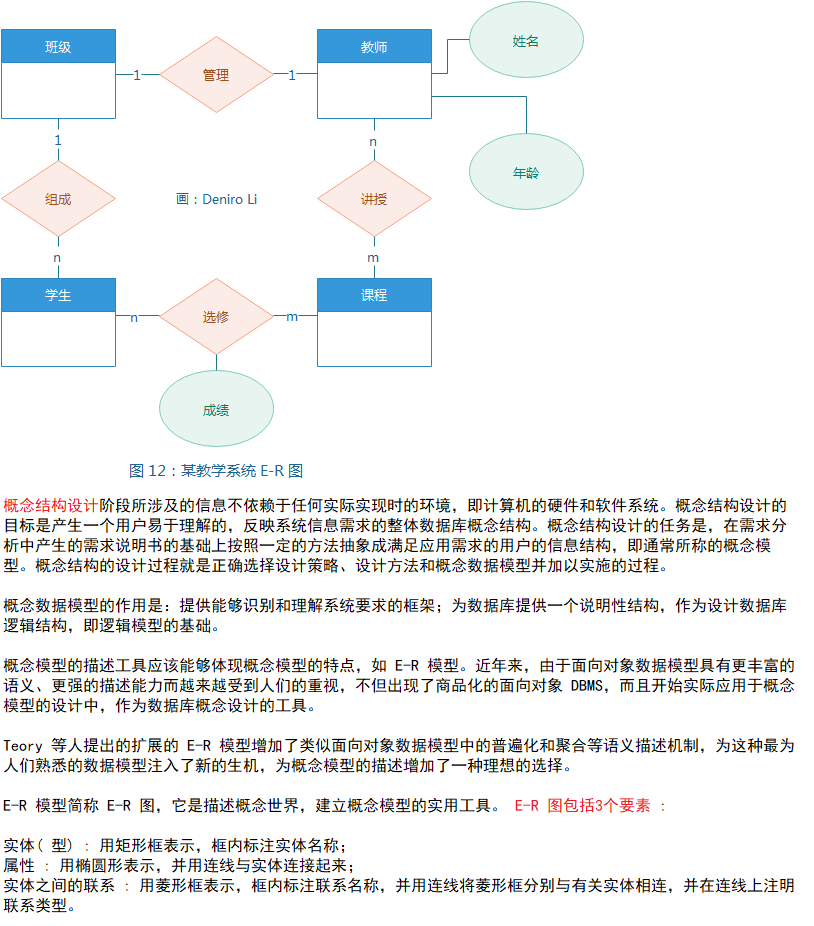 班级
管理
教师
姓名
1
1
1
n
年龄
组成
画：Deniro Li
讲授
n
m
学生
选修
课程
n
m
成绩
图 12：某教学系统 E-R 图
概念结构设计阶段所涉及的信息不依赖于任何实际实现时的环境，即计算机的硬件和软件系统。概念结构设计的
目标是产生一个用户易于理解的，反映系统信息需求的整体数据库概念结构。概念结构设计的任务是，在需求分
析中产生的需求说明书的基础上按照一定的方法抽象成满足应用需求的用户的信息结构，即通常所称的概念模
型。概念结构的设计过程就是正确选择设计策略、设计方法和概念数据模型并加以实施的过程。
概念数据模型的作用是：提供能够识别和理解系统要求的框架；为数据库提供一个说明性结构，作为设计数据库
逻辑结构，即逻辑模型的基础。
概念模型的描述工具应该能够体现概念模型的特点，如 E-R 模型。近年来，由于面向对象数据模型具有更丰富的
语义、更强的描述能力而越来越受到人们的重视，不但出现了商品化的面向对象 DBMS，而且开始实际应用于概念
模型的设计中，作为数据库概念设计的工具。
Teory 等人提出的扩展的 E-R 模型增加了类似面向对象数据模型中的普遍化和聚合等语义描述机制，为这种最为
人们熟悉的数据模型注入了新的生机，为概念模型的描述增加了一种理想的选择。
E-R 模型简称 E-R 图，它是描述概念世界，建立概念模型的实用工具。 E-R 图包括3个要素 ：
实体( 型) ：用矩形框表示，框内标注实体名称；
属性 ：用椭圆形表示，并用连线与实体连接起来；
实体之间的联系 ：用菱形框表示，框内标注联系名称，并用连线将菱形框分别与有关实体相连，并在连线上注明
联系类型。